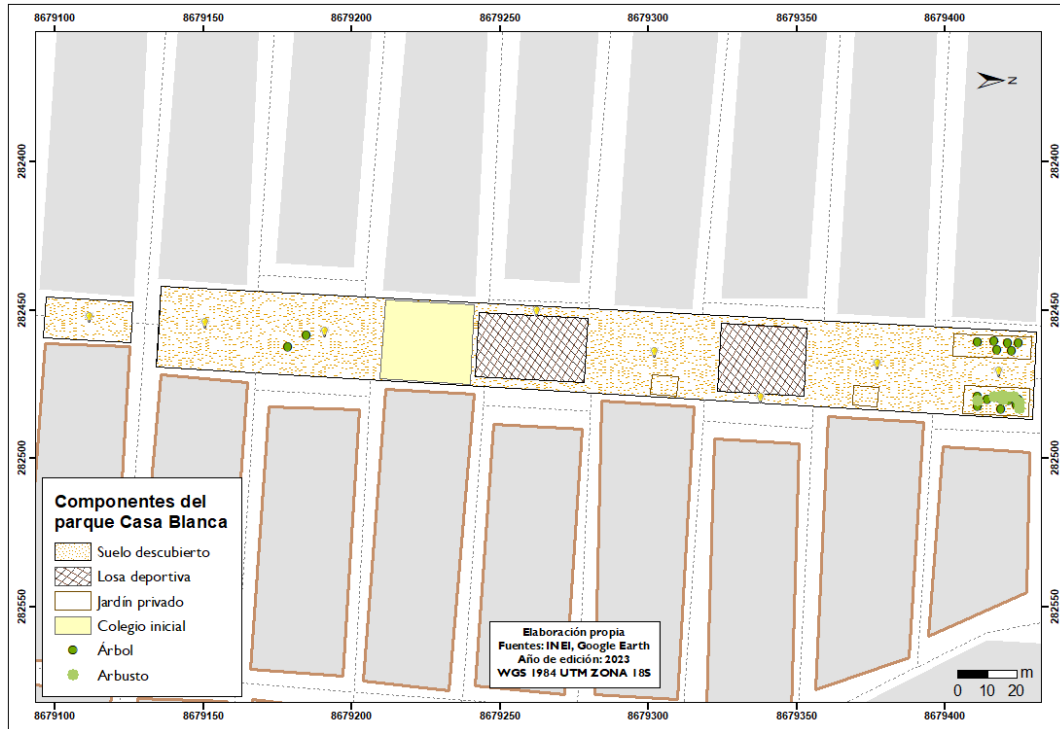 8679100 8679150 8679200 8679250 8679300 8679350 8679400
N
282400 282400
282450 282450
282500 282500
282550 282550
Componentes del
parque Casa Blanca
Suelo descubierto
Losa deportiva
Jardín privado
Colegio inicial
Árbol
Arbusto
Elaboración propia
Fuentes: INEI, Google Earth
Año de edición: 2023
WGS 1984 UTM ZONA 18S
m
0 10 20
8679100 8679150 8679200 8679250 8679300 8679350 8679400